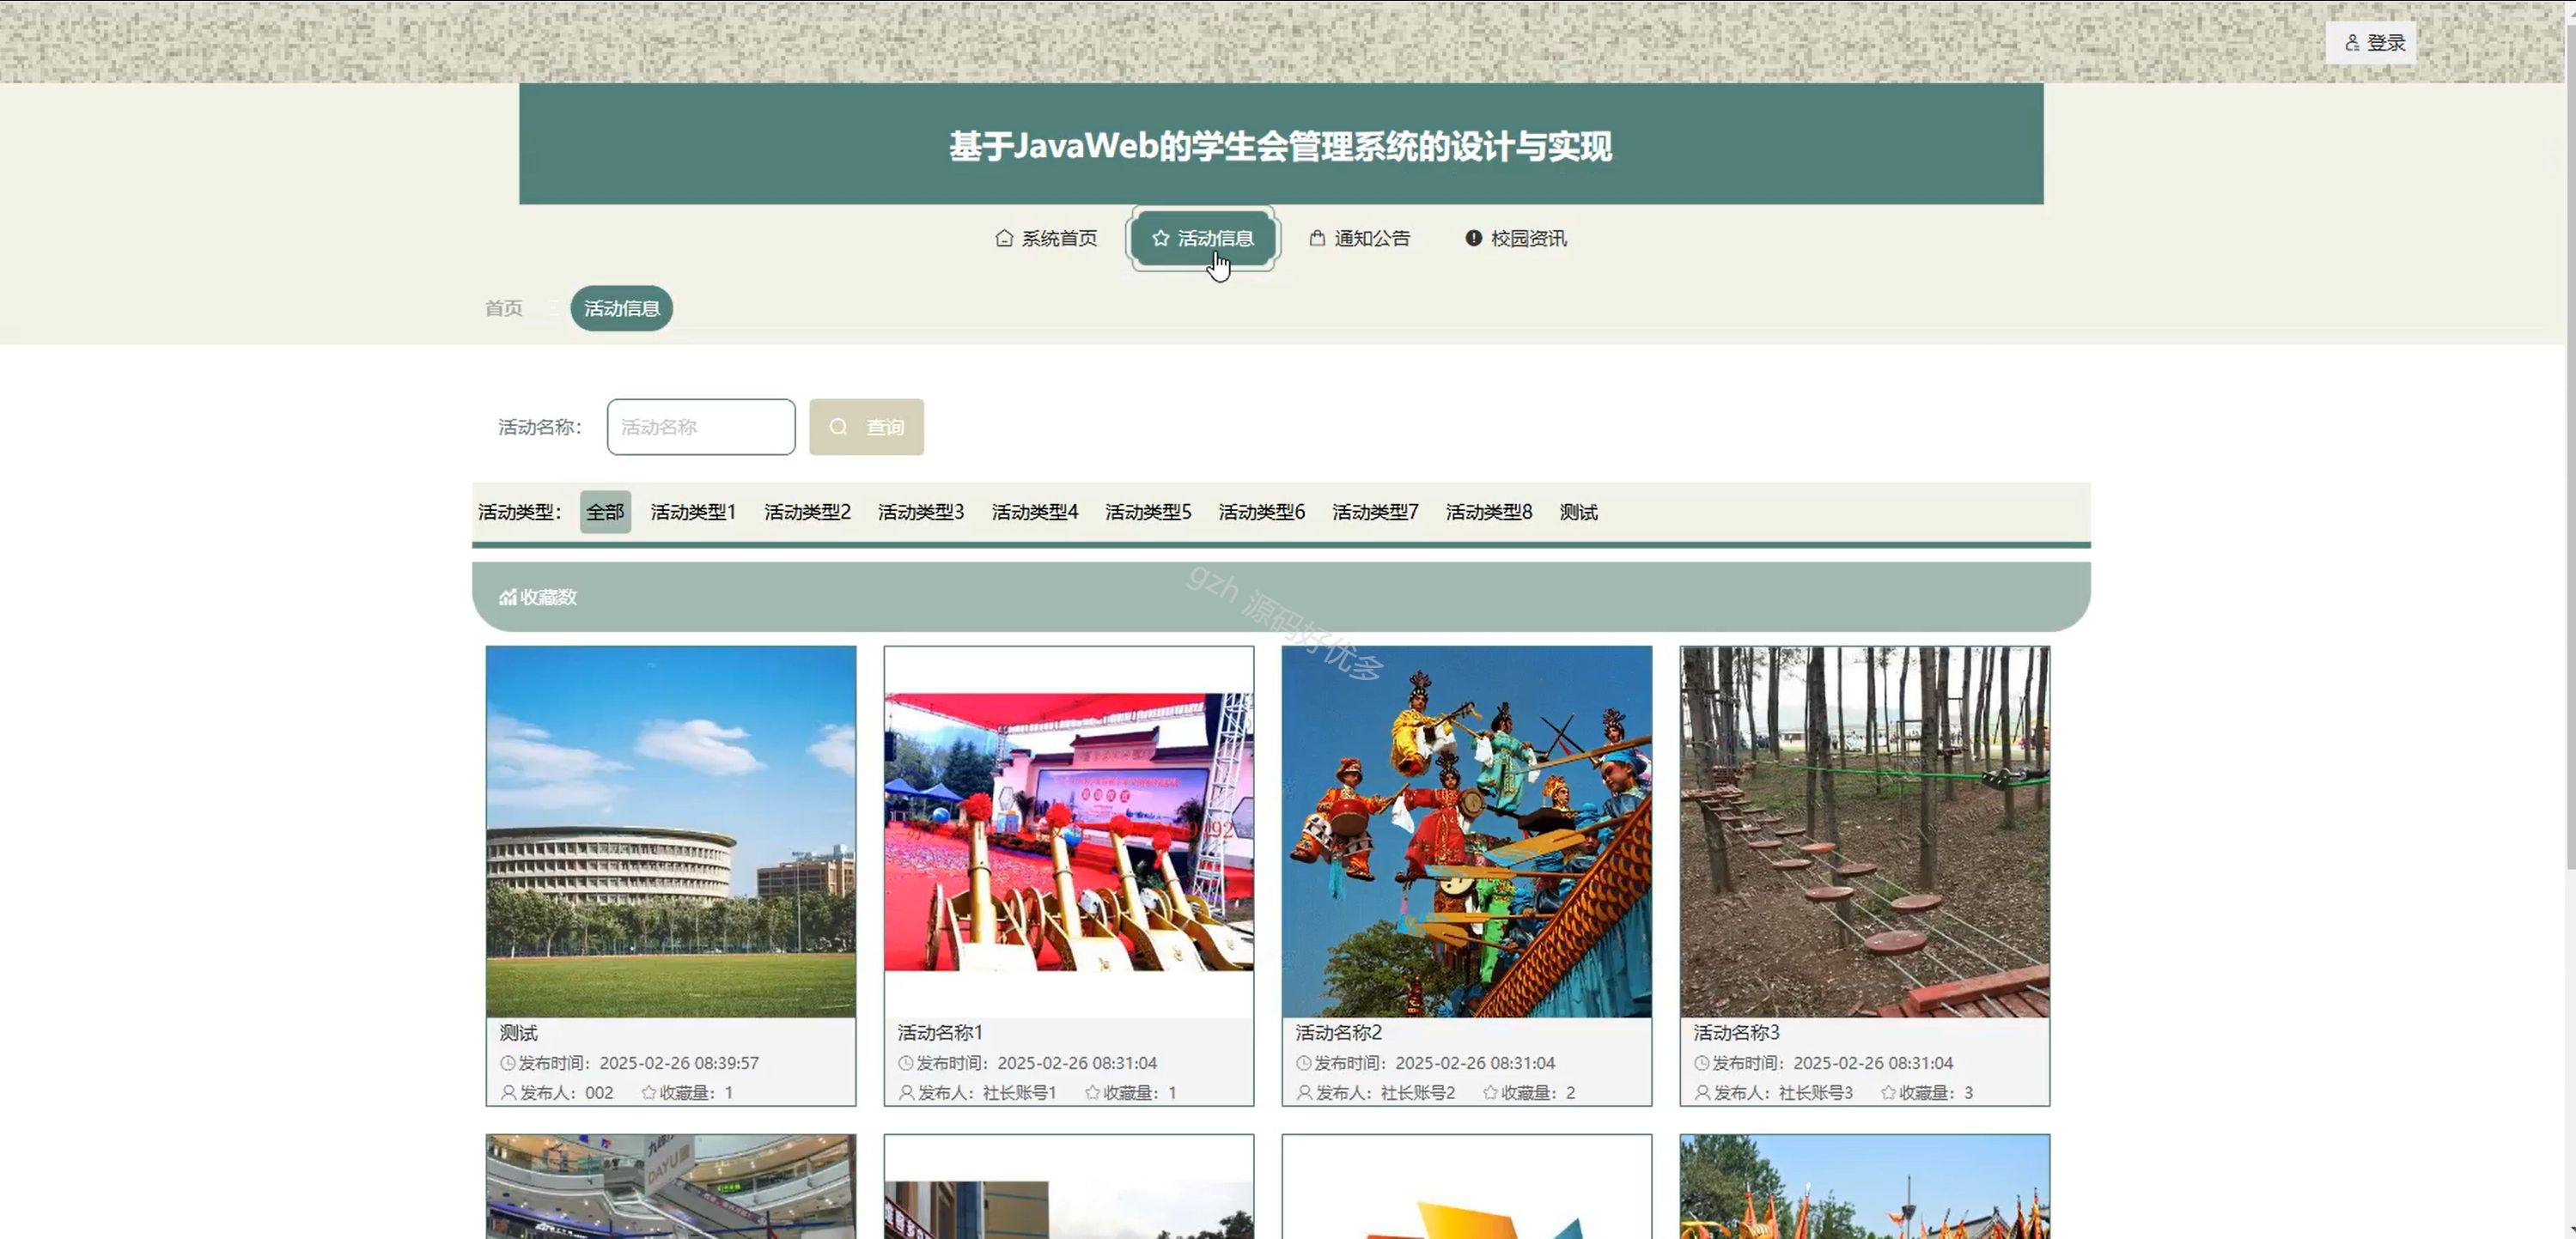 登录
基于JavaWeb的学生会管理系统的设计与实现
系统首页 活动信息 通知公告 校园资讯
首页 活动信息
活动名称： 活动名称 查询
活动类型： 全部 活动类型1 活动类型2 活动类型3 活动类型4 活动类型5 活动类型6 活动类型7 活动类型8 测试
收藏数
gzh 源码好优多
测试
发布时间：2025-02-26 08:39:57
发布人：002 收藏量：1
活动名称1
发布时间：2025-02-26 08:31:04
发布人：社长账号1 收藏量：1
活动名称2
发布时间：2025-02-26 08:31:04
发布人：社长账号2 收藏量：2
活动名称3
发布时间：2025-02-26 08:31:04
发布人：社长账号3 收藏量：3
DAYU